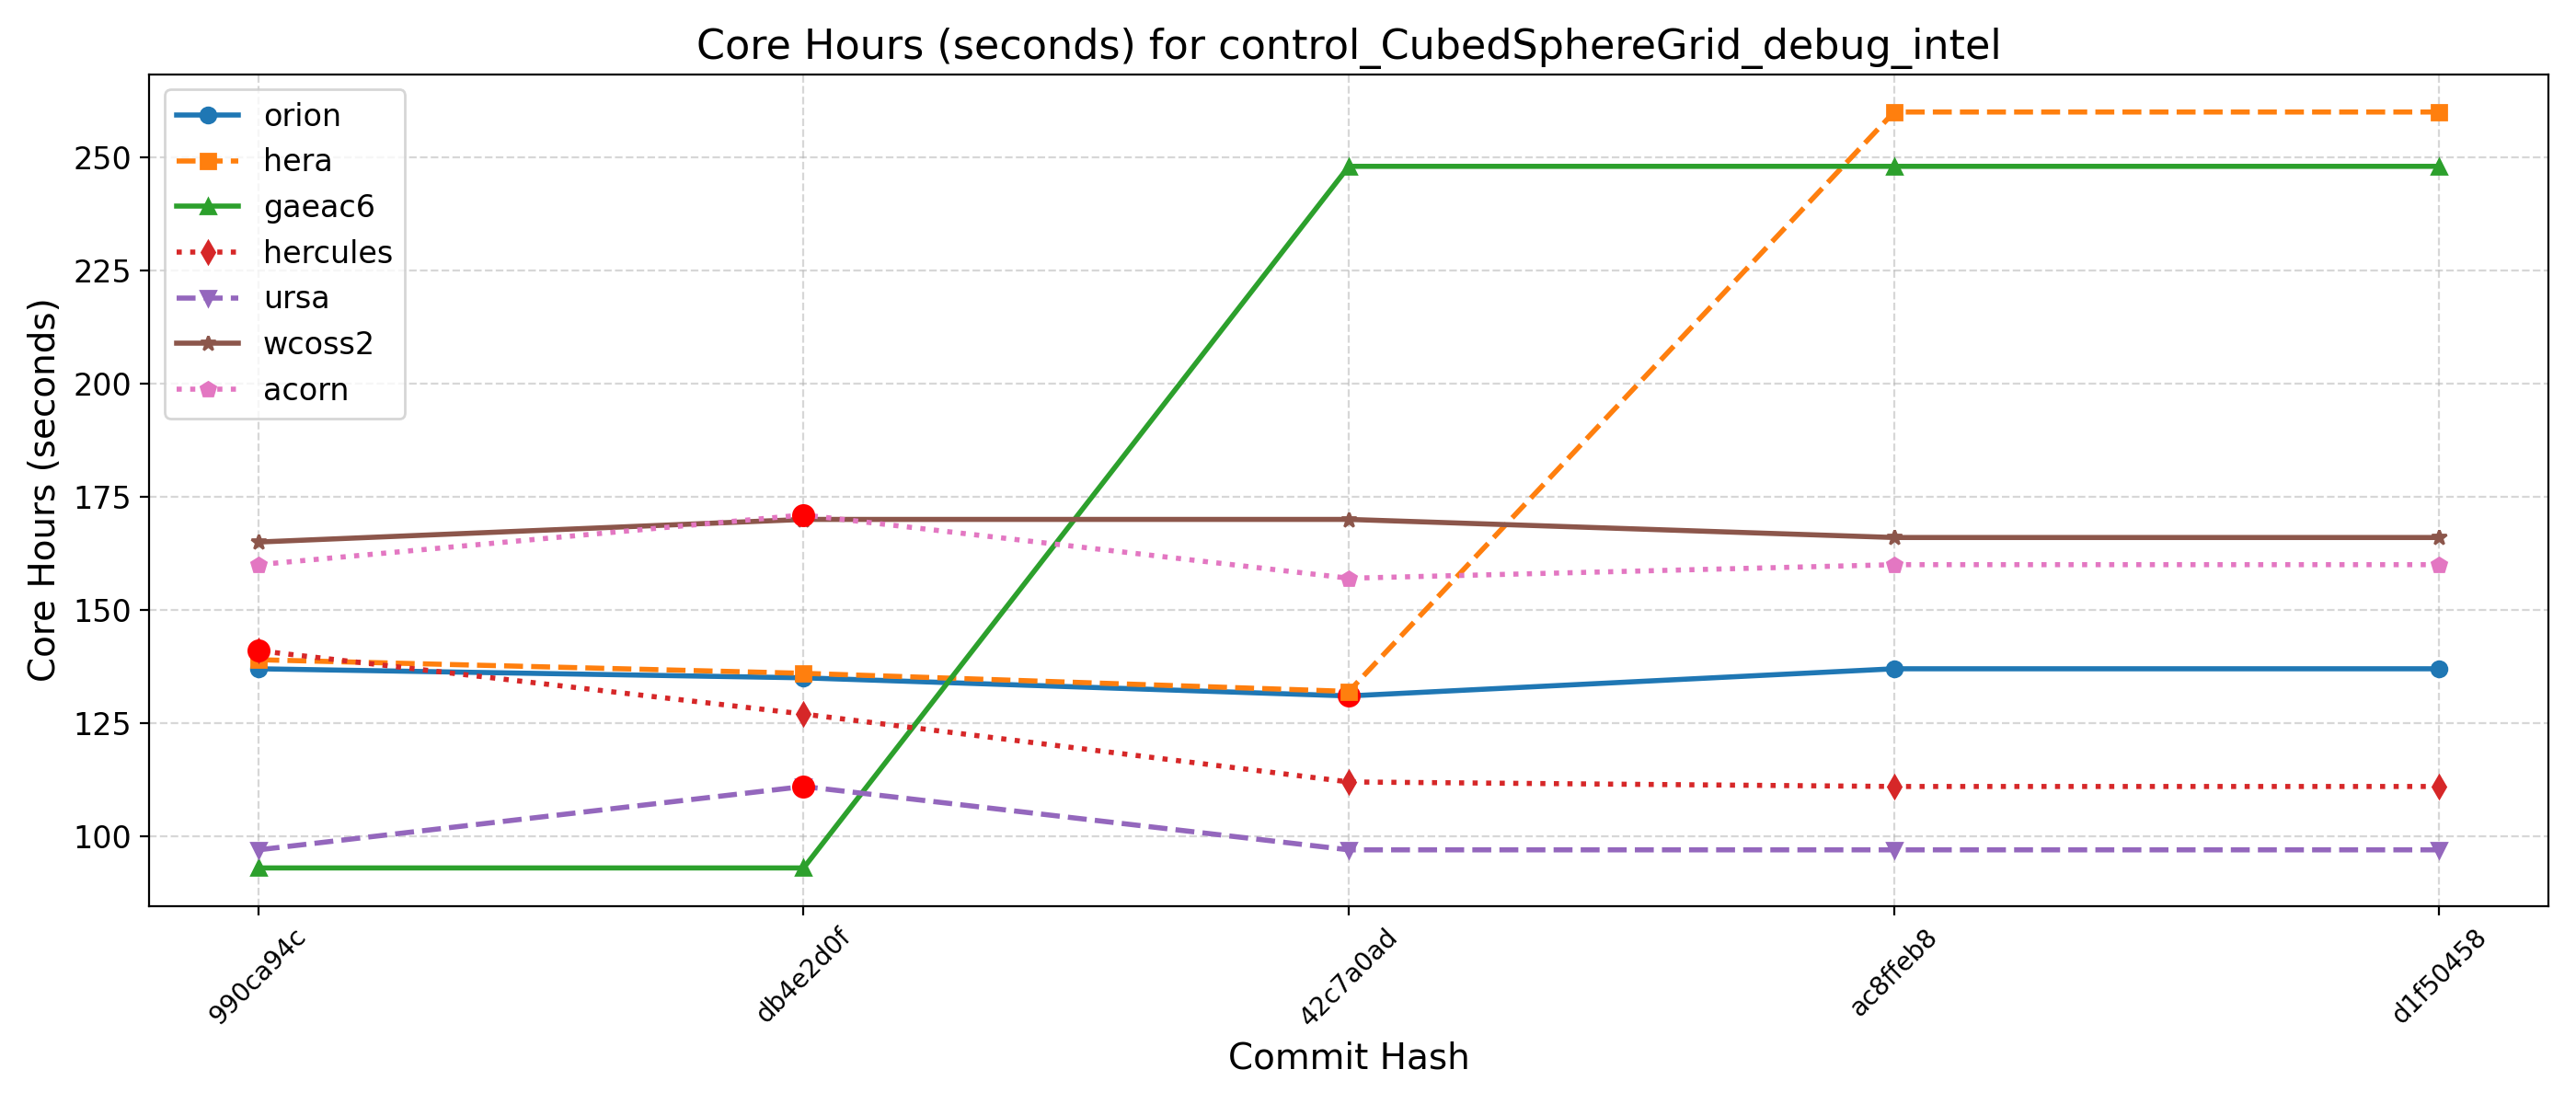 Core Hours (seconds) for control_CubedSphereGrid_debug_intel
orion
hera
gaeac6
hercules
ursa
wcoss2
acorn
Core Hours (seconds)
250
225
200
175
150
125
100
990ca94c
db4e2d0f
42c7a0ad
ac8ffeb8
d1f50458
Commit Hash